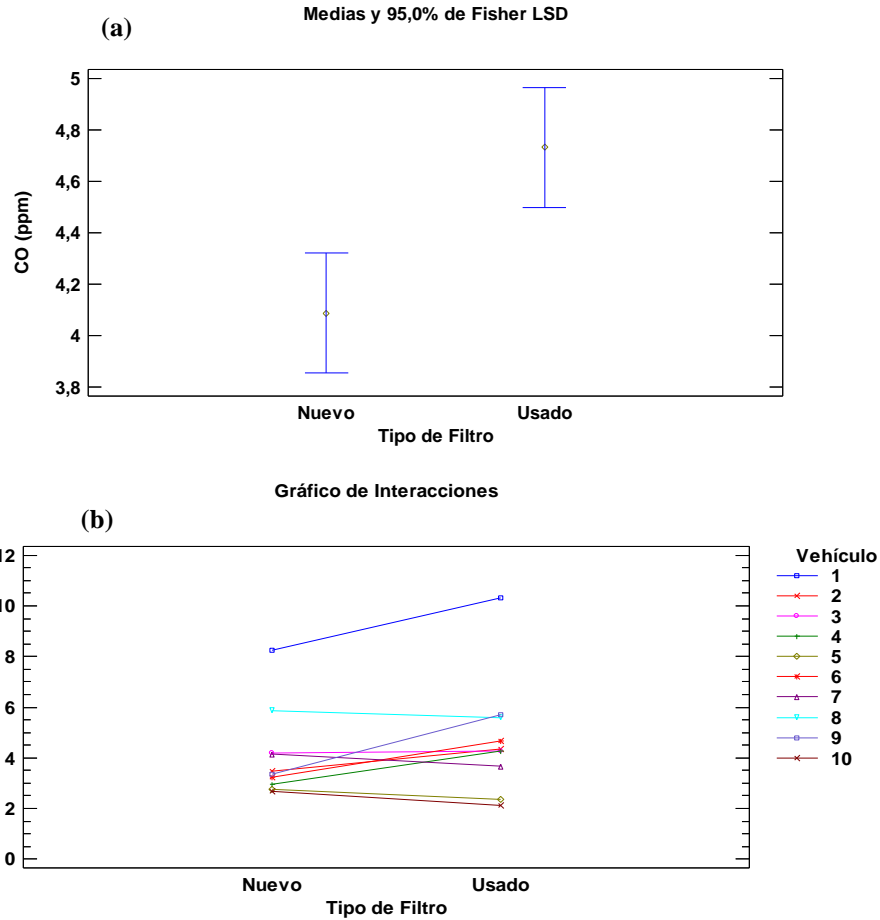 Medias y 95,0% de Fisher LSD
(a)
5
4,8
4,6
4,4
4,2
4
3,8
CO (ppm)
Nuevo
Usado
Tipo de Filtro
Gráfico de Interacciones
(b)
12
10
8
6
4
2
0
Nuevo
Usado
Tipo de Filtro
Vehículo
1
2
3
4
5
6
7
8
9
10